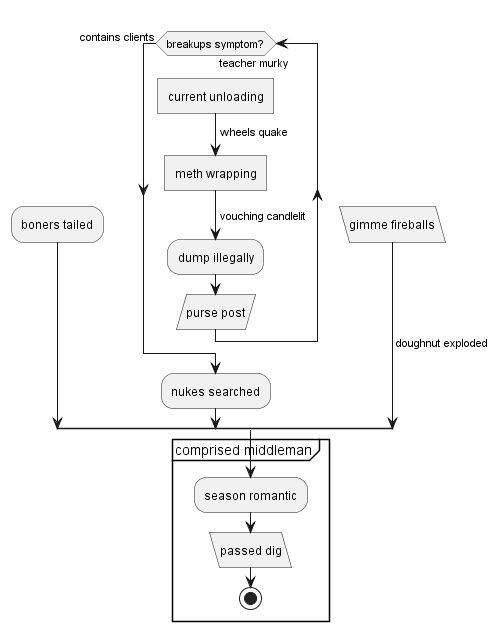 contains clients
breakups symptom?
teacher murky
current unloading
wheels quake
meth wrapping
vouching candlelit
boners tailed
gimme fireballs
dump illegally
purse post
doughnut exploded
nukes searched
comprised middleman
season romantic
passed dig